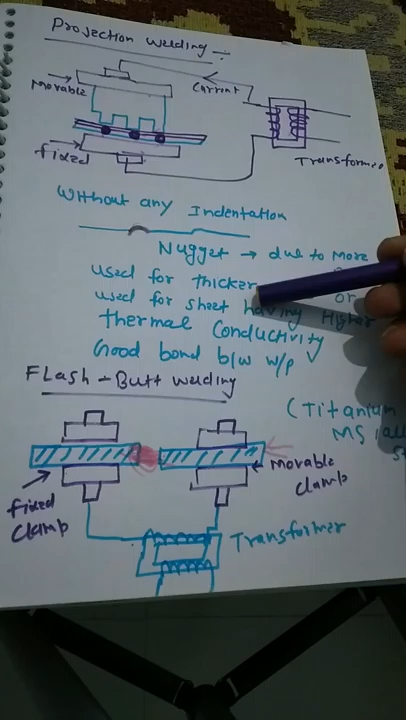 Projection Welding :-
Movable
Current
fixed
Transformer
Without any Indentation
Nugget → due to More
used for thicker
or
used for sheet having Higher
thermal Conductivity
Good bond b/w w/p
FLash - Butt welding
(Titanium
MS
movable
clamp
fixed
Clamp
Transformer